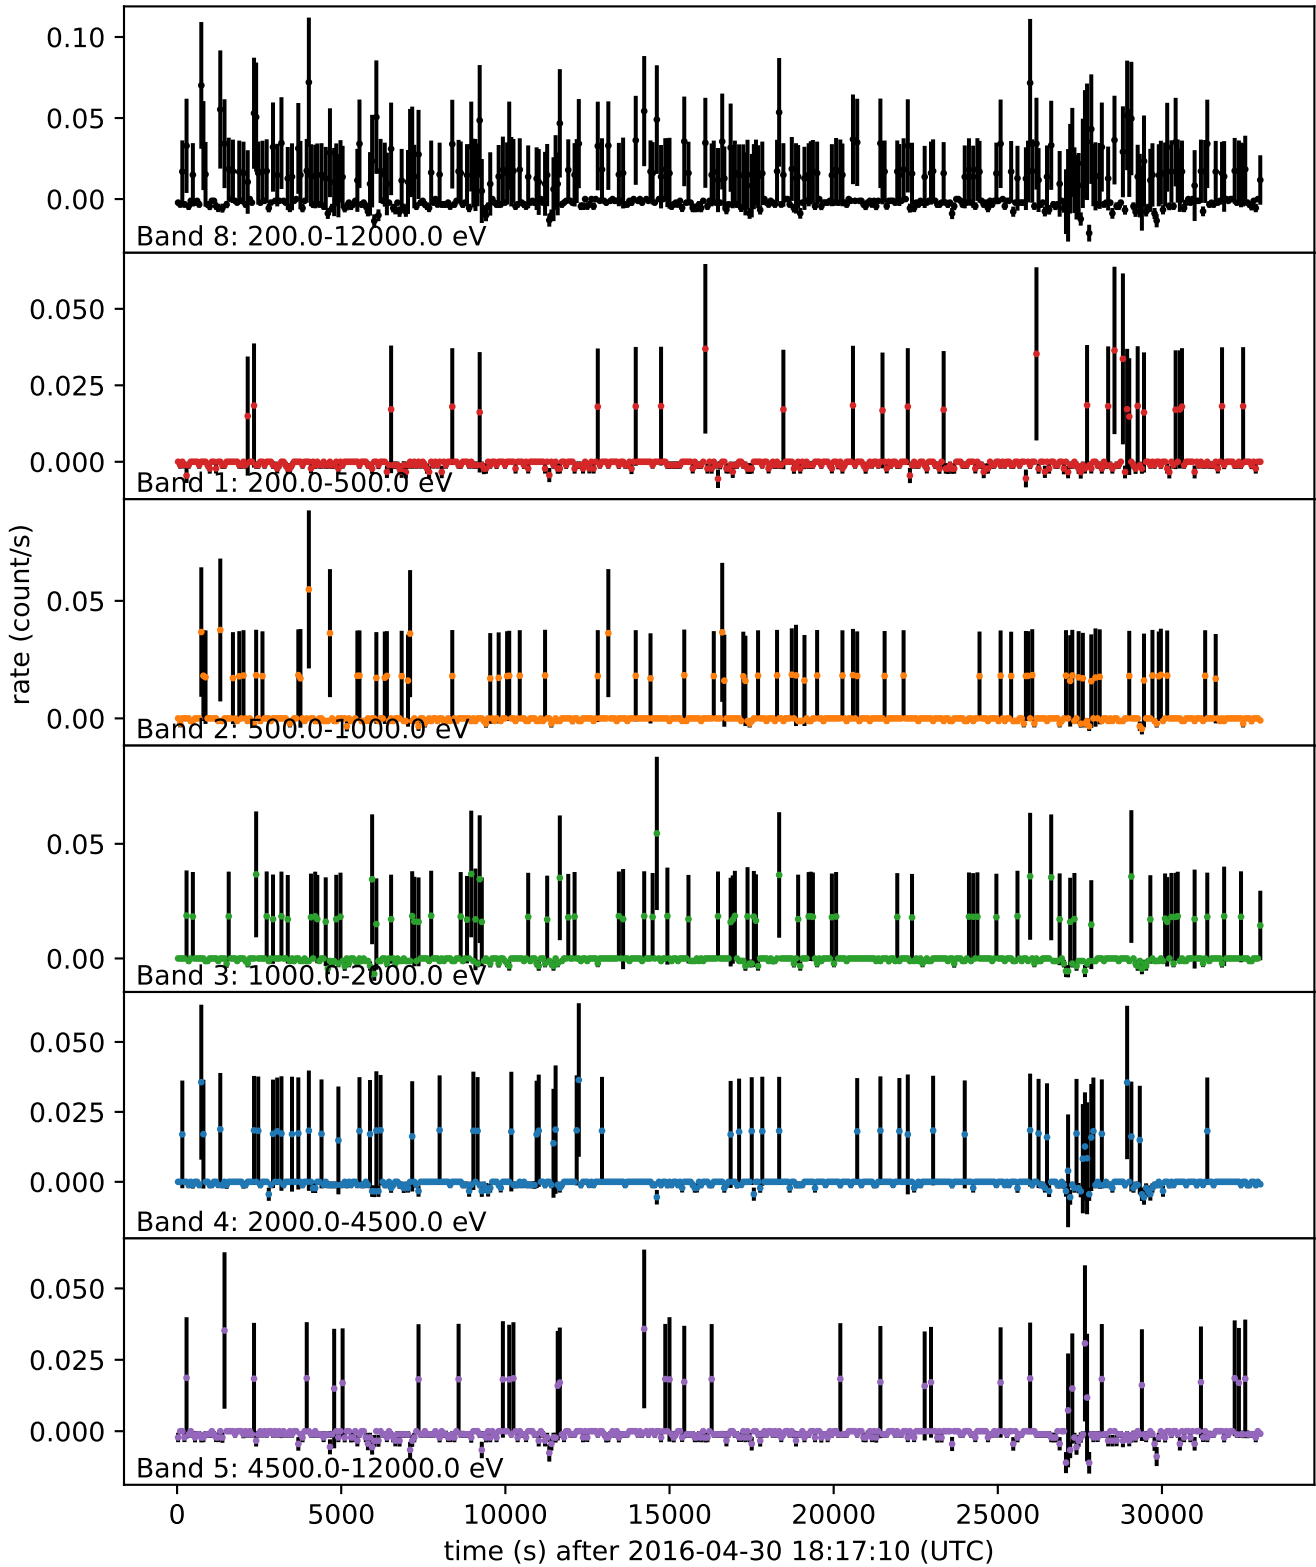 0.10
0.05
0.00
Band 8: 200.0-12000.0 eV
0.050
0.025
0.000
Band 1: 200.0-500.0 eV
rate (count/s)
0.05
0.00
Band 2: 500.0-1000.0 eV
0.05
0.00
Band 3: 1000.0-2000.0 eV
0.050
0.025
0.000
Band 4: 2000.0-4500.0 eV
0.050
0.025
0.000
Band 5: 4500.0-12000.0 eV
0 5000 10000 15000 20000 25000 30000
time (s) after 2016-04-30 18:17:10 (UTC)